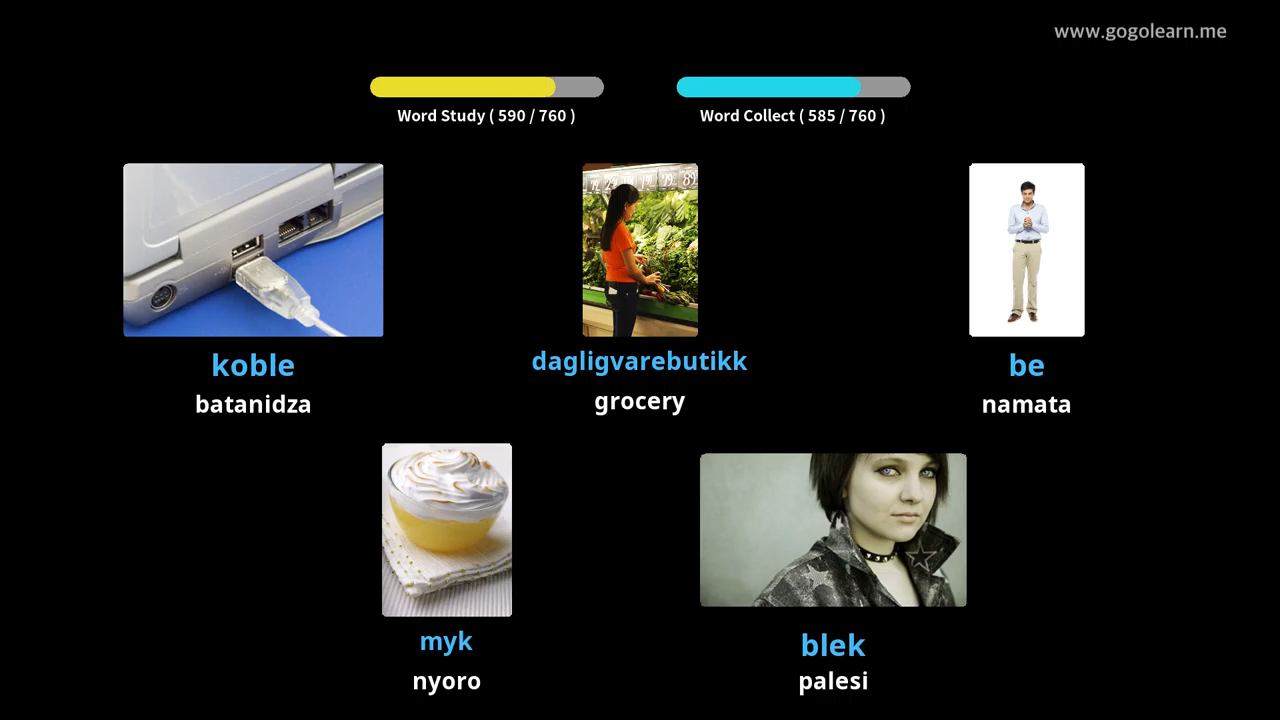 www.gogolearn.me
Word Study ( 590 / 760 )
Word Collect ( 585 / 760 )
koble
batanidza
dagligvarebutikk
grocery
be
namata
myk
nyoro
blek
palesi